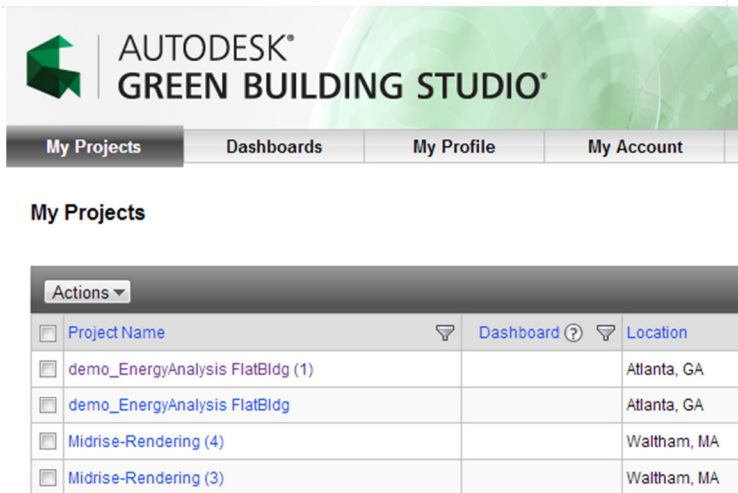 AUTODESK®
GREEN BUILDING STUDIO®
My Projects Dashboards My Profile My Account
My Projects
Actions
Project Name Dashboard ? Location
demo_EnergyAnalysis FlatBldg (1) Atlanta, GA
demo_EnergyAnalysis FlatBldg Atlanta, GA
Midrise-Rendering (4) Waltham, MA
Midrise-Rendering (3) Waltham, MA